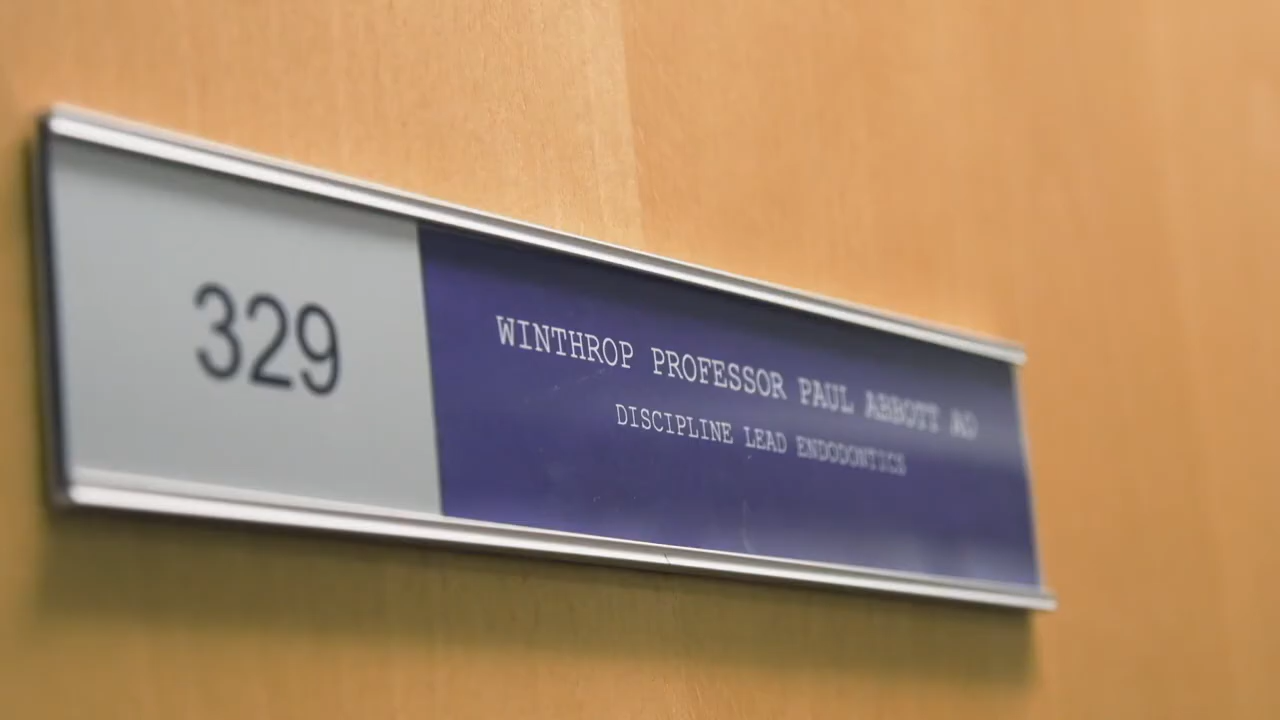 329
WINTHROP PROFESSOR PAUL ABBOTT AO
DISCIPLINE LEAD ENDODONTICS